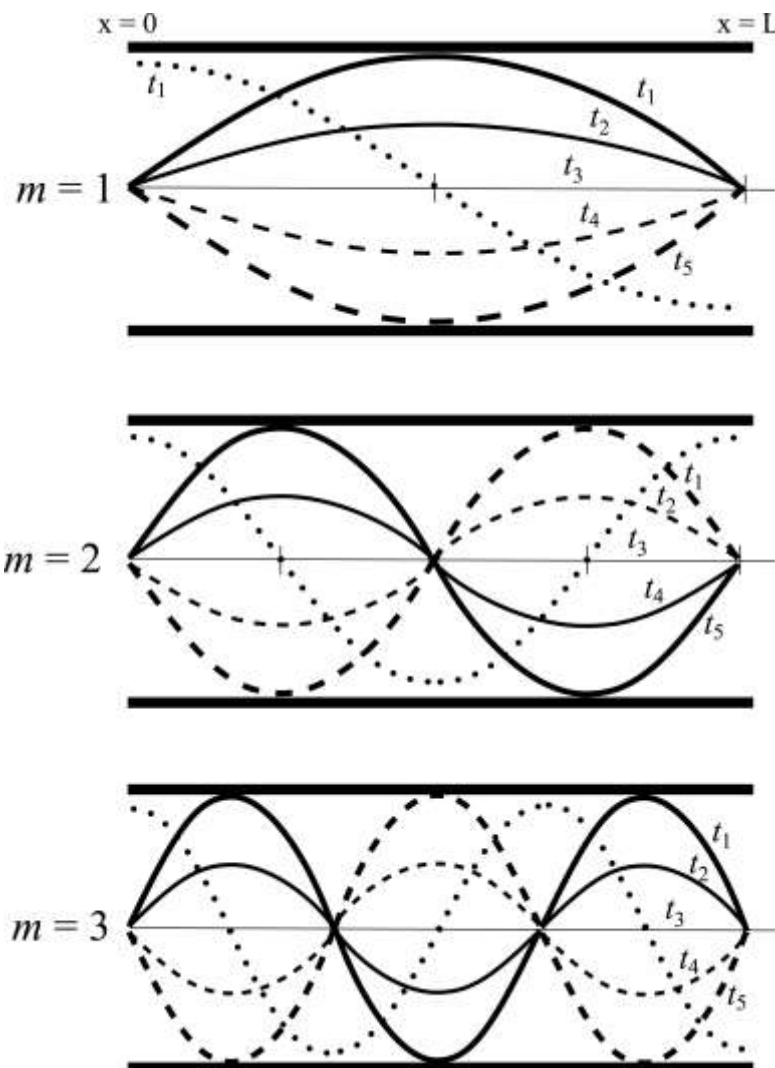 x = 0 x = L
t₁ t₁
t₂
m = 1 t₃
t₄
t₅
t₁
t₂
m = 2 t₃
t₄
t₅
t₁
t₂
m = 3 t₃
t₄
t₅